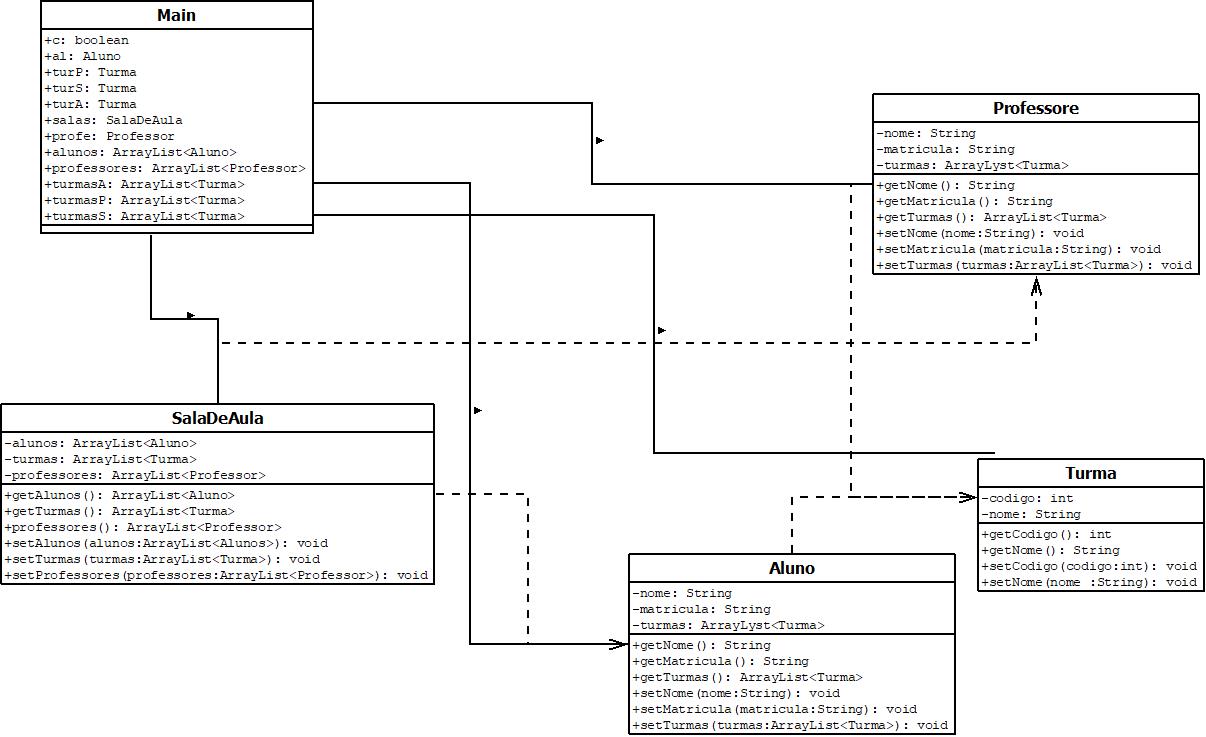 Main
+c: boolean
+al: Aluno
+turP: Turma
+turS: Turma
+turA: Turma
+salas: SalaDeAula
+profe: Professor
+alunos: ArrayList<Aluno>
+professores: ArrayList<Professor>
+turmasA: ArrayList<Turma>
+turmasP: ArrayList<Turma>
+turmasS: ArrayList<Turma>
Professore
-nome: String
-matricula: String
-turmas: ArrayLyst<Turma>
+getNome(): String
+getMatricula(): String
+getTurmas(): ArrayList<Turma>
+setNome(nome:String): void
+setMatricula(matricula:String): void
+setTurmas(turmas:ArrayList<Turma>): void
SalaDeAula
-alunos: ArrayList<Aluno>
-turmas: ArrayList<Turma>
-professores: ArrayList<Professor>
+getAlunos(): ArrayList<Aluno>
+getTurmas(): ArrayList<Turma>
+professores(): ArrayList<Professor>
+setAlunos(alunos:ArrayList<Alunos>): void
+setTurmas(turmas:ArrayList<Turma>): void
+setProfessores(professores:ArrayList<Professor>): void
Turma
-codigo: int
-nome: String
+getCodigo(): int
+getNome(): String
+setCodigo(codigo:int): void
+setNome(nome :String): void
Aluno
-nome: String
-matricula: String
-turmas: ArrayLyst<Turma>
+getNome(): String
+getMatricula(): String
+getTurmas(): ArrayList<Turma>
+setNome(nome:String): void
+setMatricula(matricula:String): void
+setTurmas(turmas:ArrayList<Turma>): void